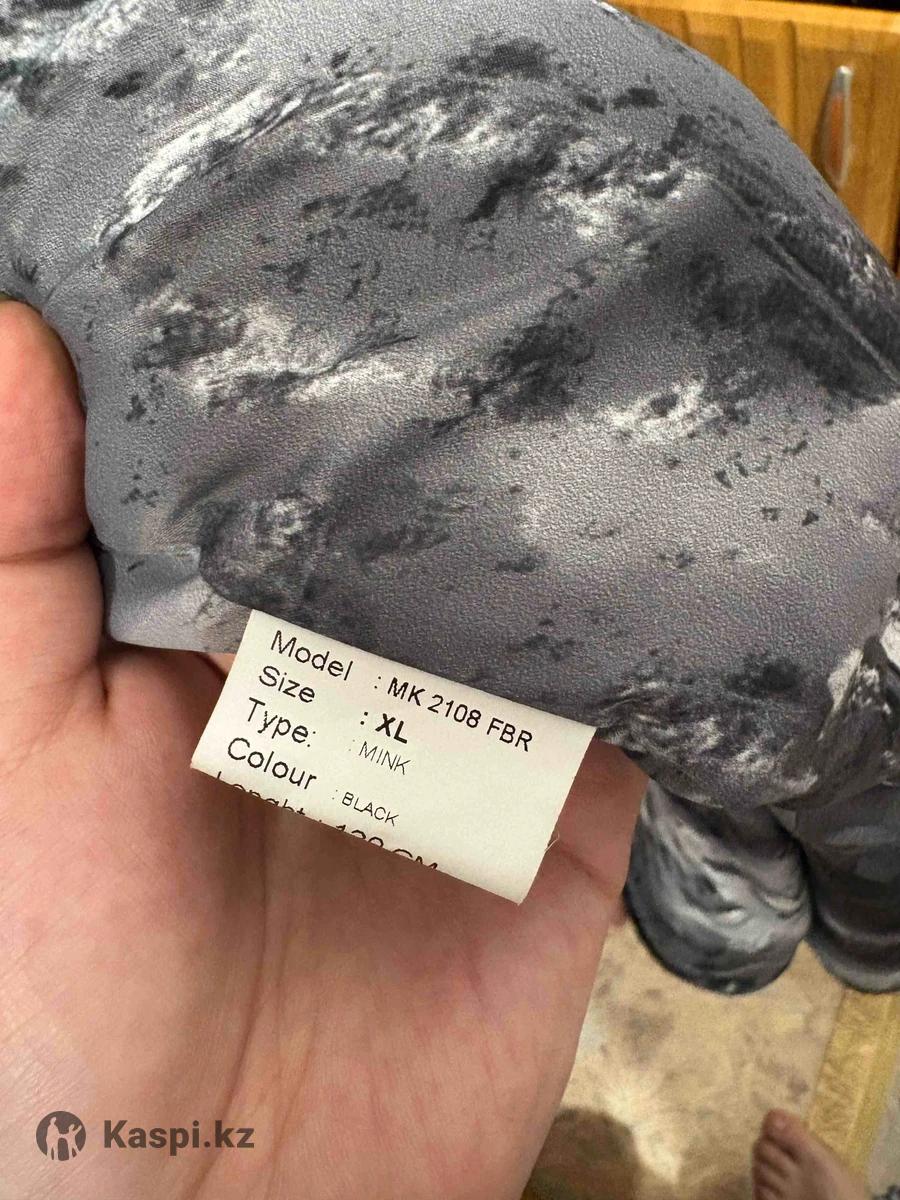 Model : MK 2108 FBR
Size : XL
Type: : MINK
Colour : BLACK
Kaspi.kz